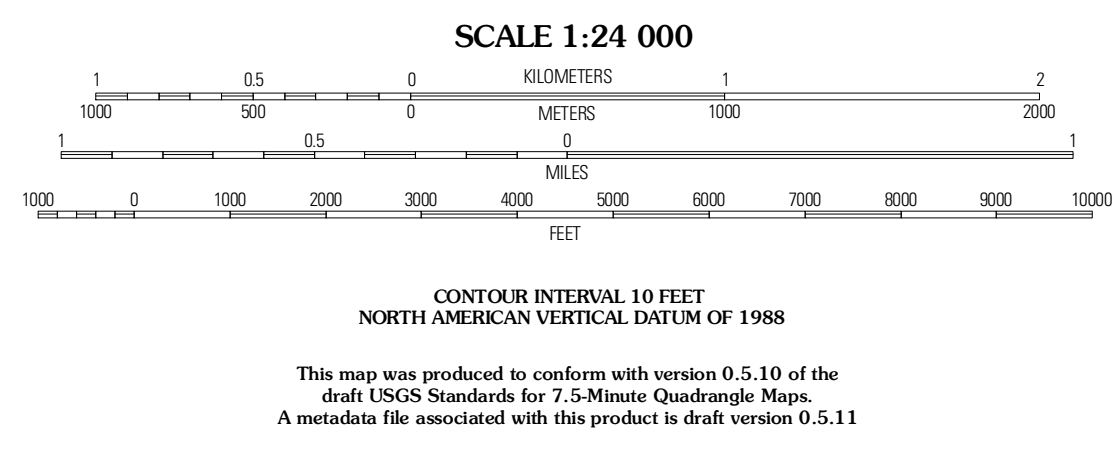 SCALE 1:24 000
1 0.5 0 KILOMETERS 1 2
1000 500 0 METERS 1000 2000
1 0.5 0 1
MILES
1000 0 1000 2000 3000 4000 5000 6000 7000 8000 9000 10000
FEET
CONTOUR INTERVAL 10 FEET
NORTH AMERICAN VERTICAL DATUM OF 1988
This map was produced to conform with version 0.5.10 of the
draft USGS Standards for 7.5-Minute Quadrangle Maps.
A metadata file associated with this product is draft version 0.5.11